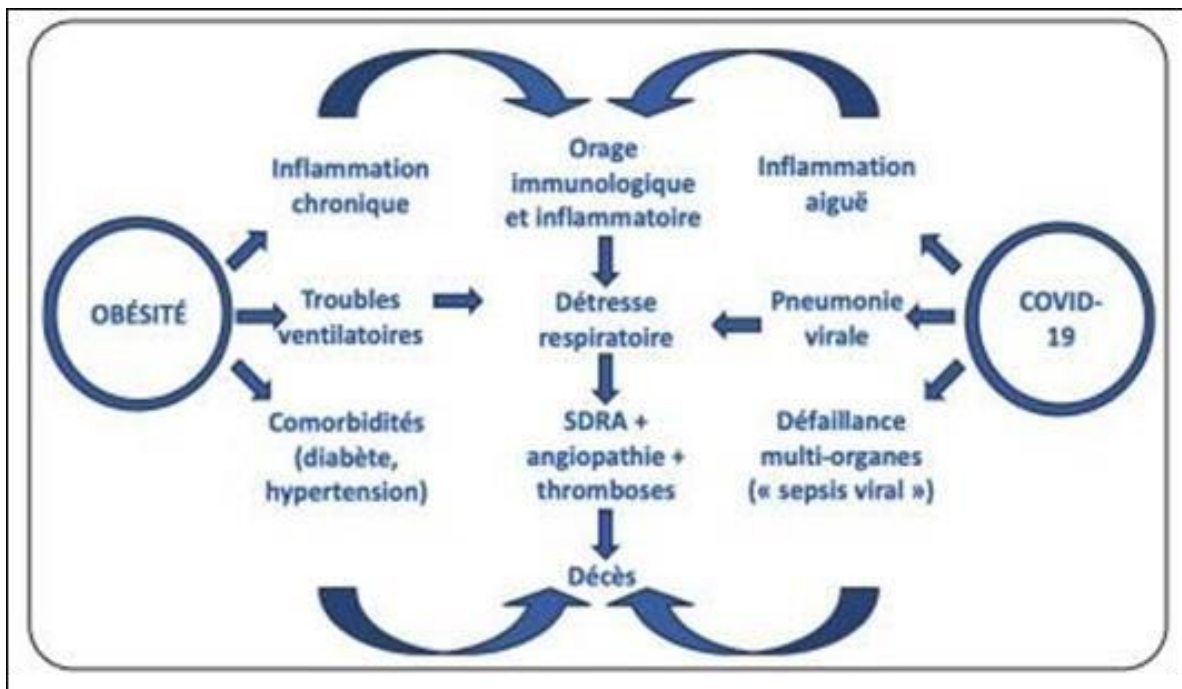 OBÉSITÉ
Inflammation
chronique
Troubles
ventilatoires
Comorbidités
(diabète,
hypertension)
Orage
immunologique
et inflammatoire
Détresse
respiratoire
SDRA +
angiopathie +
thromboses
Décès
Inflammation
aiguë
Pneumonie
virale
Défaillance
multi-organes
(« sepsis viral »)
COVID-
19